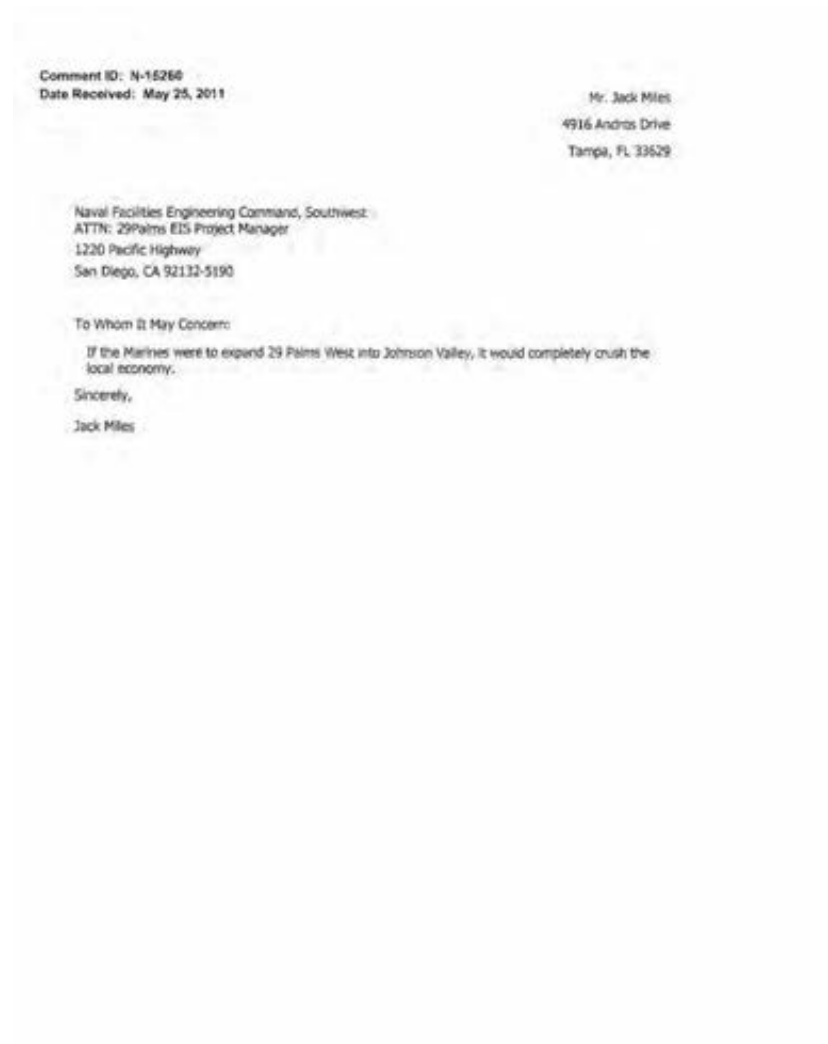 Comment ID: N-15260
Date Received: May 25, 2011
Mr. Jack Miles
4916 Andros Drive
Tampa, FL 33629
Naval Facilities Engineering Command, Southwest
ATTN: 29Palms EIS Project Manager
1220 Pacific Highway
San Diego, CA 92132-5190
To Whom It May Concern:
If the Marines were to expand 29 Palms West into Johnson Valley, it would completely crush the
local economy.
Sincerely,
Jack Miles